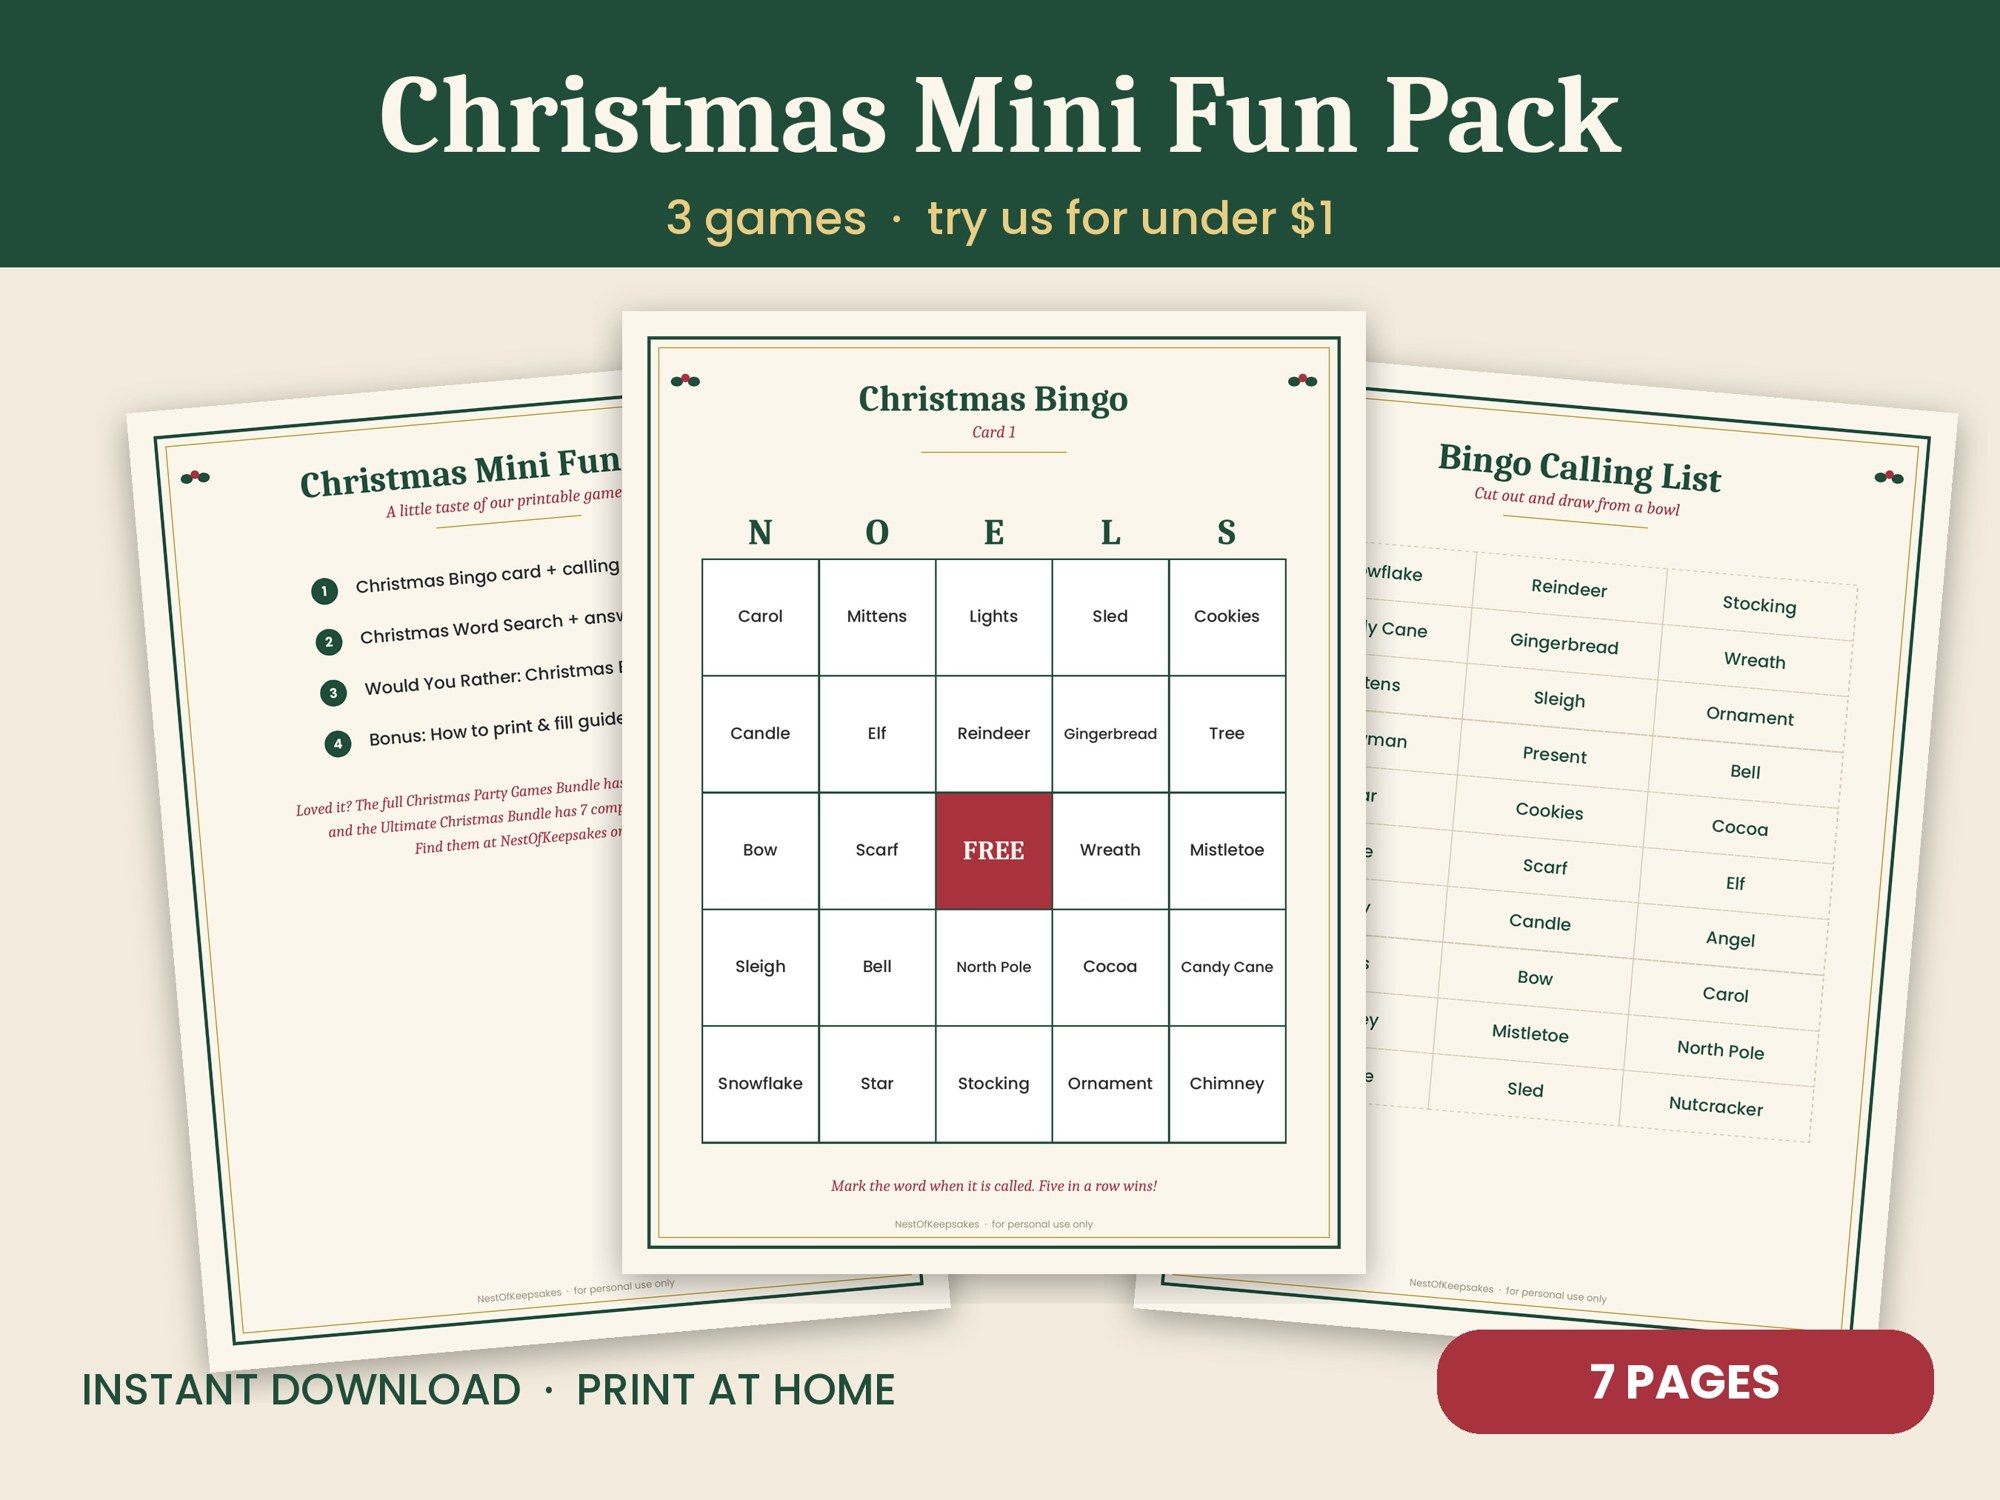 Christmas Mini Fun Pack
3 games · try us for under $1
Christmas Mini Fun
A little taste of our printable
1 Christmas Bingo card + calling
2 Christmas Word Search +
3 Would You Rather: Christmas
4 Bonus: How to print & fill guide
Loved it? The full Christmas Party Games Bundle has
and the Ultimate Christmas Bundle has 7
Find them at NestOfKeepsakes
NestOfKeepsakes · for personal use only
Christmas Bingo
Card 1
N O E L S
Carol Mittens Lights Sled Cookies
Candle Elf Reindeer Gingerbread Tree
Bow Scarf FREE Wreath Mistletoe
Sleigh Bell North Pole Cocoa Candy Cane
Snowflake Star Stocking Ornament Chimney
Mark the word when it is called. Five in a row wins!
NestOfKeepsakes · for personal use only
Bingo Calling List
Cut out and draw from a bowl
Reindeer Stocking
Cane Gingerbread Wreath
Sleigh Ornament
Present Bell
Cookies Cocoa
Scarf Elf
Candle Angel
Bow Carol
Mistletoe North Pole
Sled Nutcracker
NestOfKeepsakes · for personal use only
INSTANT DOWNLOAD · PRINT AT HOME
7 PAGES